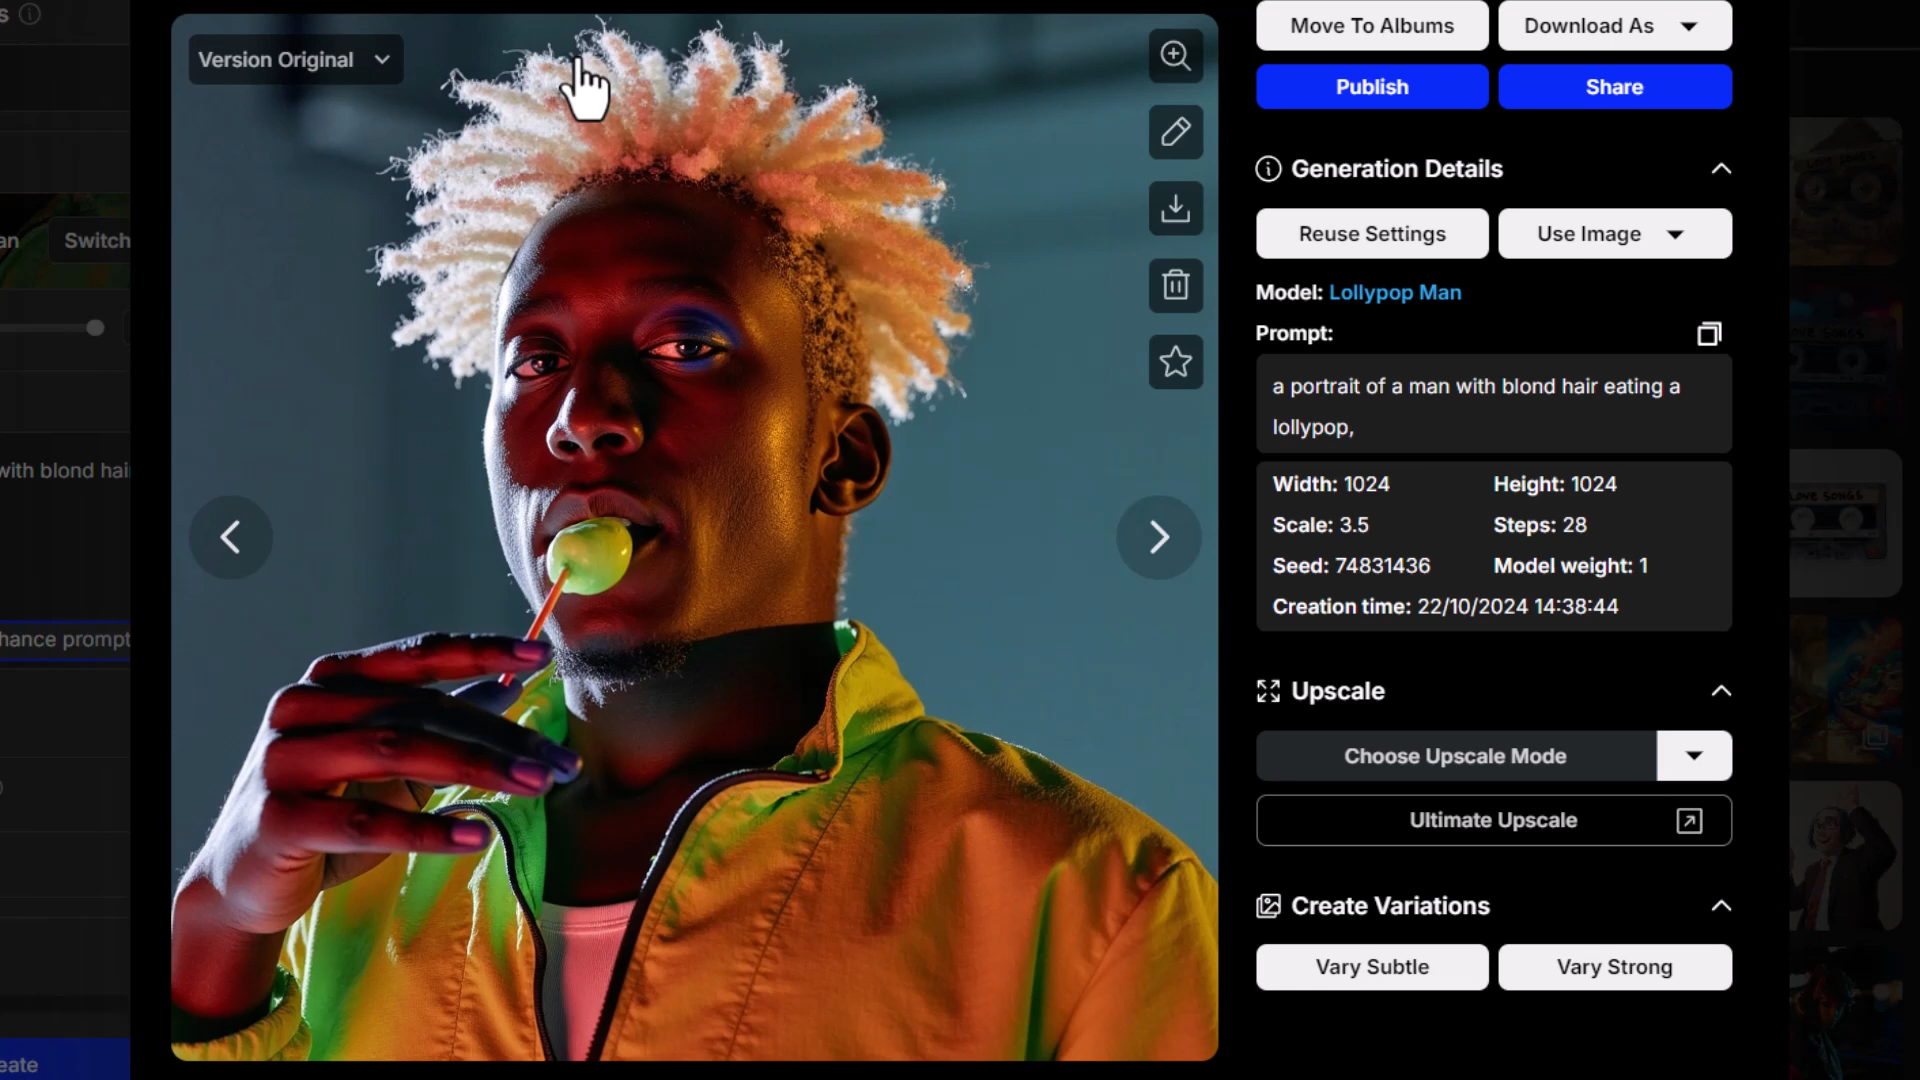 Version Original
Move To Albums
Download As
Publish
Share
Generation Details
Reuse Settings
Use Image
Model: Lollypop Man
Prompt:
a portrait of a man with blond hair eating a
lollypop,
Width: 1024
Height: 1024
Scale: 3.5
Steps: 28
Seed: 74831436
Model weight: 1
Creation time: 22/10/2024 14:38:44
Upscale
Choose Upscale Mode
Ultimate Upscale
Create Variations
Vary Subtle
Vary Strong
an
Switch
with blond hai
hance prompt
eate
LOVE SONGS